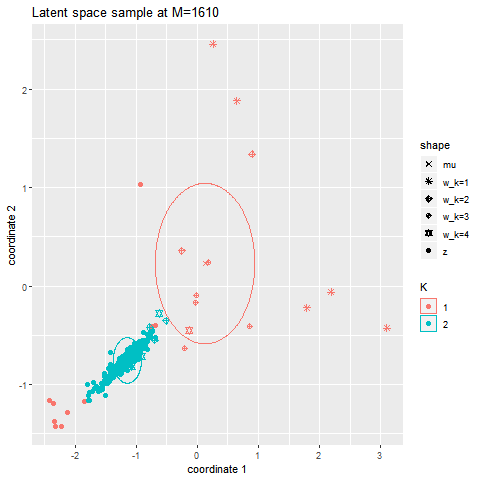 Latent space sample at M=1610
coordinate 2
2
1
0
-1
-2
-1
0
1
2
3
coordinate 1
shape
mu
w_k=1
w_k=2
w_k=3
w_k=4
z
K
1
2